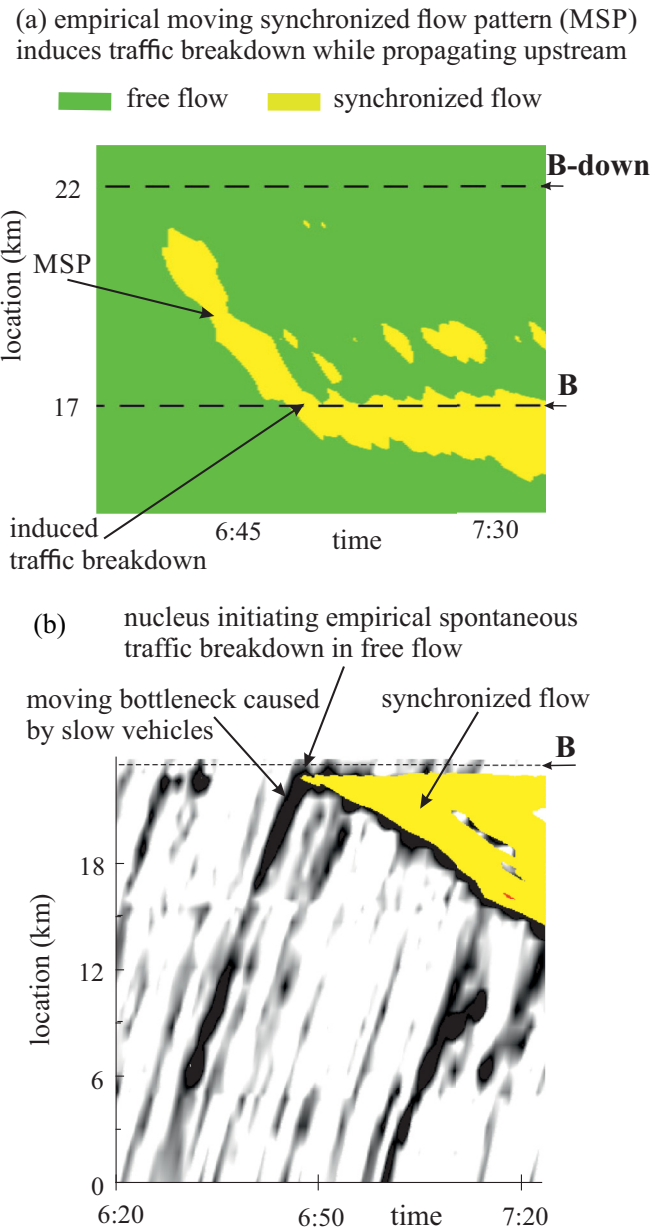 (a) empirical moving synchronized flow pattern (MSP)
induces traffic breakdown while propagating upstream
free flow
synchronized flow
B-down
22
MSP
location (km)
17
B
induced
traffic breakdown
6:45
time
7:30
(b)
nucleus initiating empirical spontaneous
traffic breakdown in free flow
moving bottleneck caused
by slow vehicles
synchronized flow
B
18
location (km)
12
6
0
6:20
6:50
time
7:20